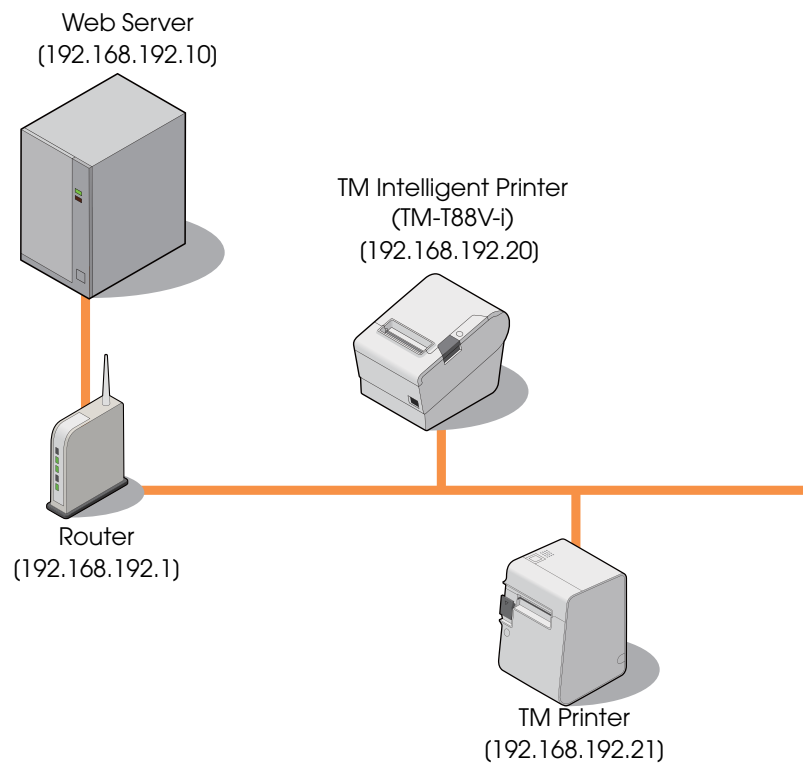 Web Server
(192.168.192.10)
TM Intelligent Printer
(TM-T88V-i)
(192.168.192.20)
Router
(192.168.192.1)
TM Printer
(192.168.192.21)